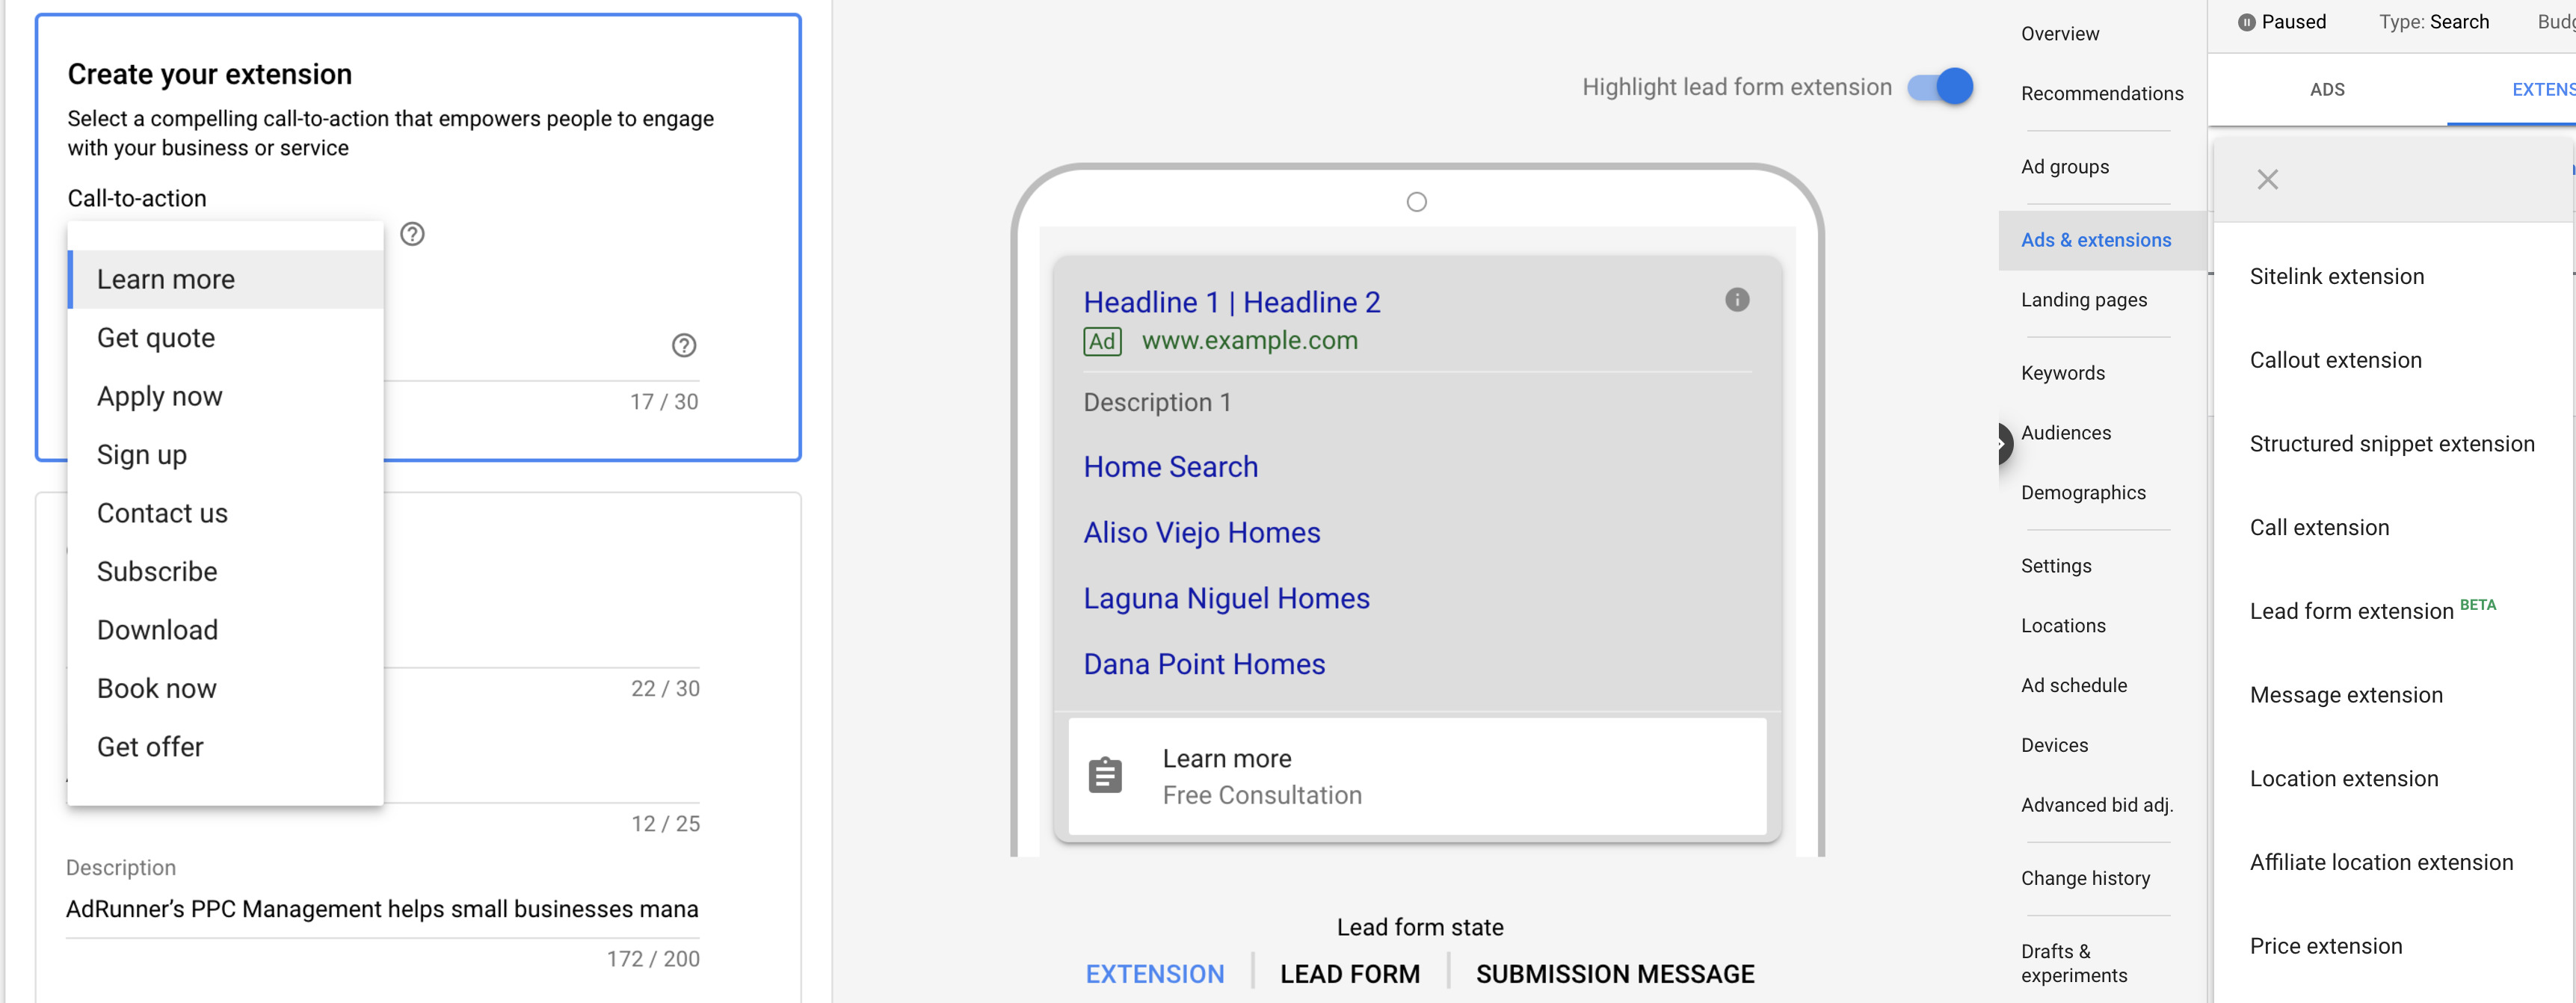 Create your extension
Select a compelling call-to-action that empowers people to engage
with your business or service
Call-to-action
Learn more
Get quote
Apply now
Sign up
Contact us
Subscribe
Download
Book now
Get offer
17 / 30
22 / 30
12 / 25
Description
AdRunner’s PPC Management helps small businesses mana
172 / 200
Highlight lead form extension
Headline 1 | Headline 2
Ad www.example.com
Description 1
Home Search
Aliso Viejo Homes
Laguna Niguel Homes
Dana Point Homes
Learn more
Free Consultation
Lead form state
EXTENSION | LEAD FORM | SUBMISSION MESSAGE
Overview
Recommendations
Ad groups
Ads & extensions
Landing pages
Keywords
Audiences
Demographics
Settings
Locations
Ad schedule
Devices
Advanced bid adj.
Change history
Drafts &
experiments
Paused Type: Search Budg
ADS EXTENS
Sitelink extension
Callout extension
Structured snippet extension
Call extension
Lead form extension BETA
Message extension
Location extension
Affiliate location extension
Price extension